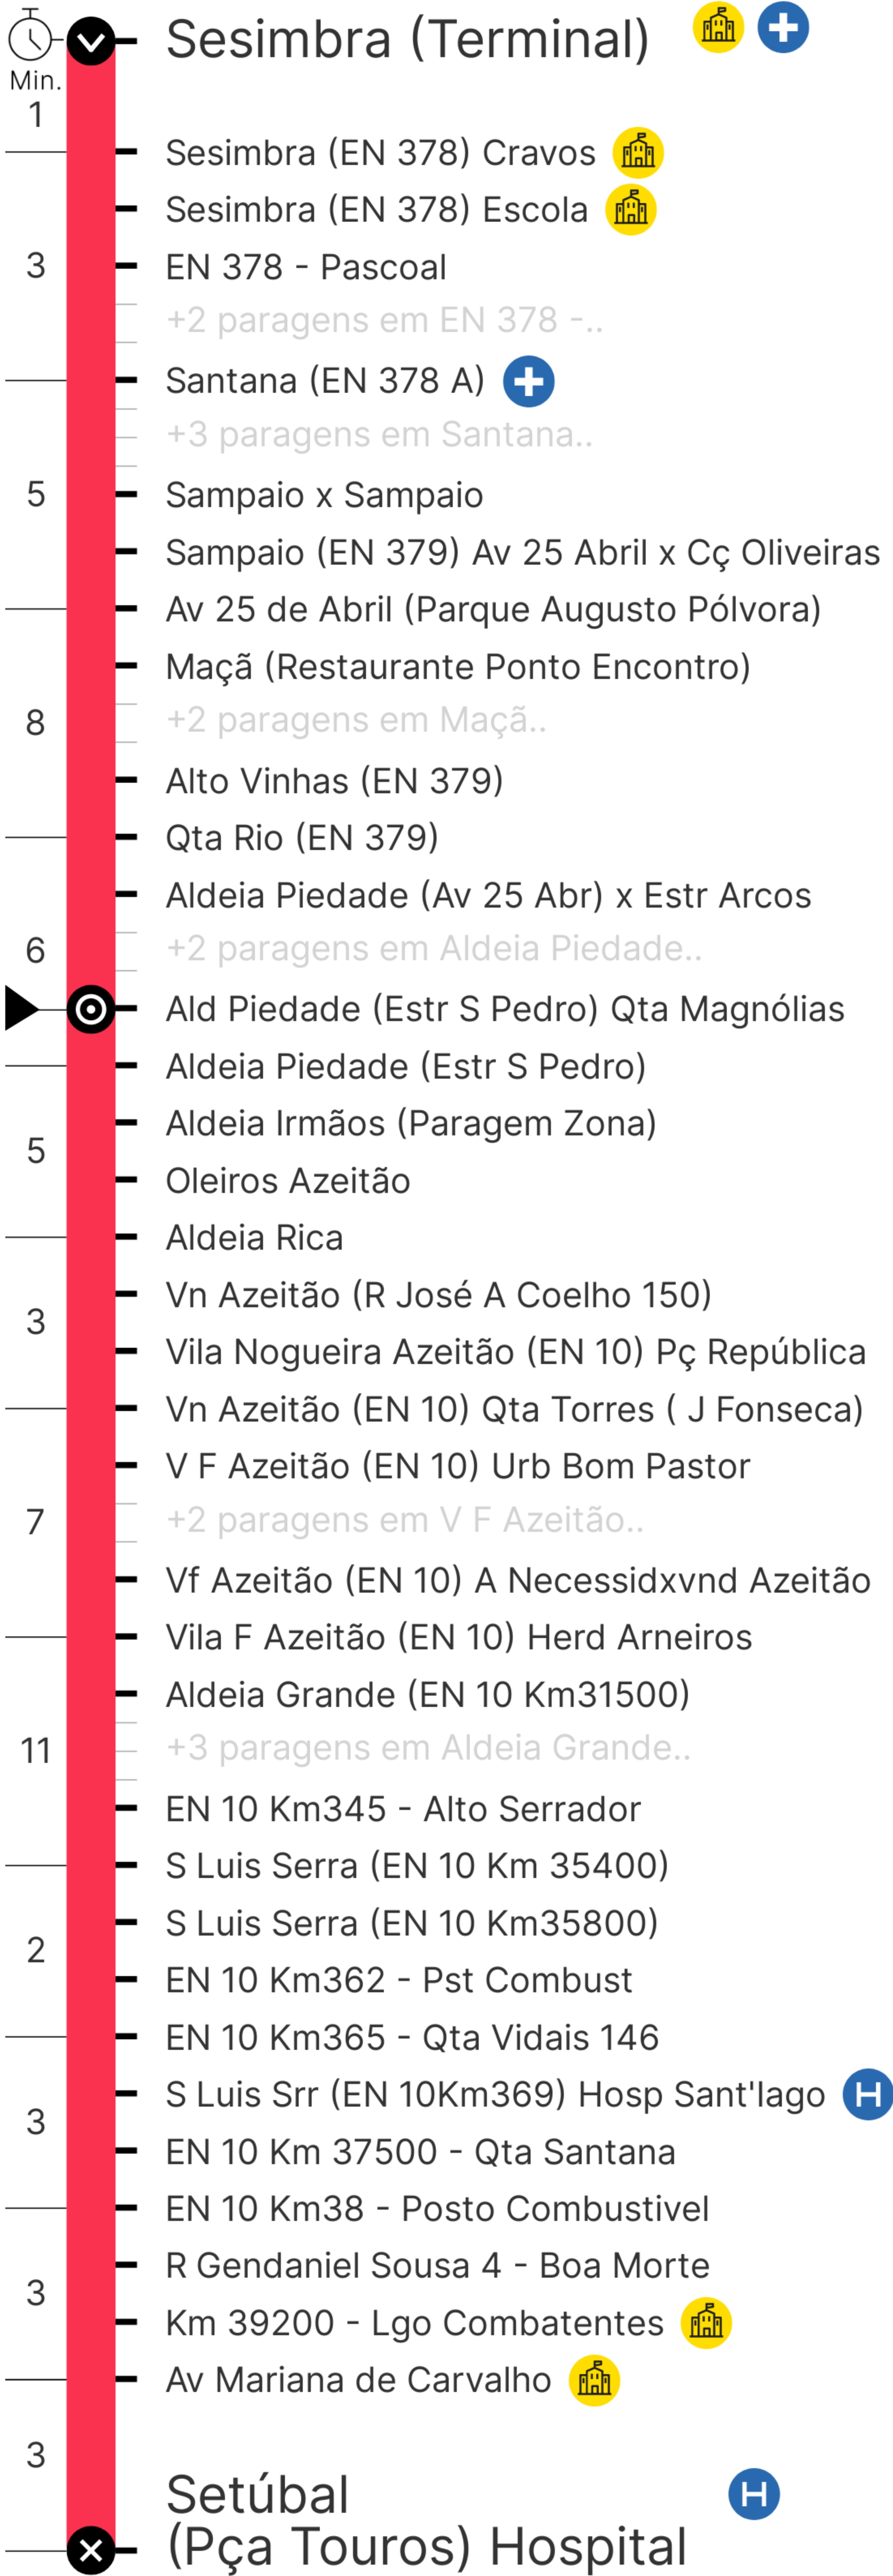 Sesimbra (Terminal)
Min.
1
Sesimbra (EN 378) Cravos
Sesimbra (EN 378) Escola
3
EN 378 - Pascoal
+2 paragens em EN 378 -..
Santana (EN 378 A)
+3 paragens em Santana..
5
Sampaio x Sampaio
Sampaio (EN 379) Av 25 Abril x Cç Oliveiras
Av 25 de Abril (Parque Augusto Pólvora)
Maçã (Restaurante Ponto Encontro)
8
+2 paragens em Maçã..
Alto Vinhas (EN 379)
Qta Rio (EN 379)
Aldeia Piedade (Av 25 Abr) x Estr Arcos
6
+2 paragens em Aldeia Piedade..
Ald Piedade (Estr S Pedro) Qta Magnólias
Aldeia Piedade (Estr S Pedro)
Aldeia Irmãos (Paragem Zona)
5
Oleiros Azeitão
Aldeia Rica
Vn Azeitão (R José A Coelho 150)
3
Vila Nogueira Azeitão (EN 10) Pç República
Vn Azeitão (EN 10) Qta Torres ( J Fonseca)
V F Azeitão (EN 10) Urb Bom Pastor
7
+2 paragens em V F Azeitão..
Vf Azeitão (EN 10) A Necessidxvnd Azeitão
Vila F Azeitão (EN 10) Herd Arneiros
Aldeia Grande (EN 10 Km31500)
11
+3 paragens em Aldeia Grande..
EN 10 Km345 - Alto Serrador
S Luis Serra (EN 10 Km 35400)
S Luis Serra (EN 10 Km35800)
2
EN 10 Km362 - Pst Combust
EN 10 Km365 - Qta Vidais 146
S Luis Srr (EN 10Km369) Hosp Sant'Iago H
3
EN 10 Km 37500 - Qta Santana
EN 10 Km38 - Posto Combustivel
R Gendaniel Sousa 4 - Boa Morte
3
Km 39200 - Lgo Combatentes
Av Mariana de Carvalho
3
Setúbal H
(Pça Touros) Hospital